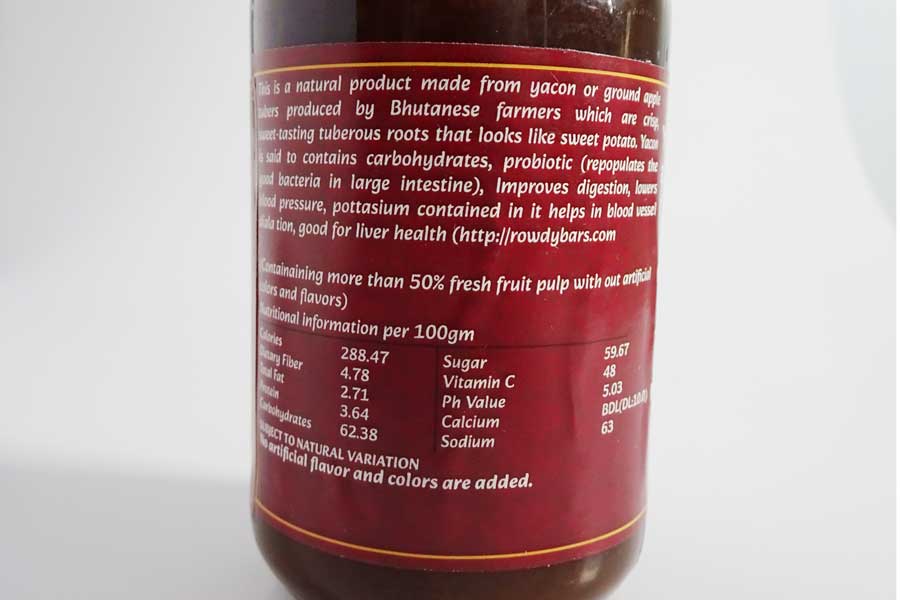 This is a natural product made from yacon or ground apple
tubers produced by Bhutanese farmers which are crisp,
sweet-tasting tuberous roots that looks like sweet potato. Yacon
is said to contains carbohydrates, probiotic (repopulates the
good bacteria in large intestine), Improves digestion, lowers
blood pressure, pottasium contained in it helps in blood vessel
diala tion, good for liver health (http://rowdybars.com
(Containaining more than 50% fresh fruit pulp with out artificial
colors and flavors)
Nutritional information per 100gm
Calories 288.47
Dietary Fiber 4.78
Total Fat 2.71
Protein 3.64
Carbohydrates 62.38
Sugar 59.67
Vitamin C 48
Ph Value 5.03
Calcium BDL(DL:10.0)
Sodium 63
SUBJECT TO NATURAL VARIATION
No artificial flavor and colors are added.